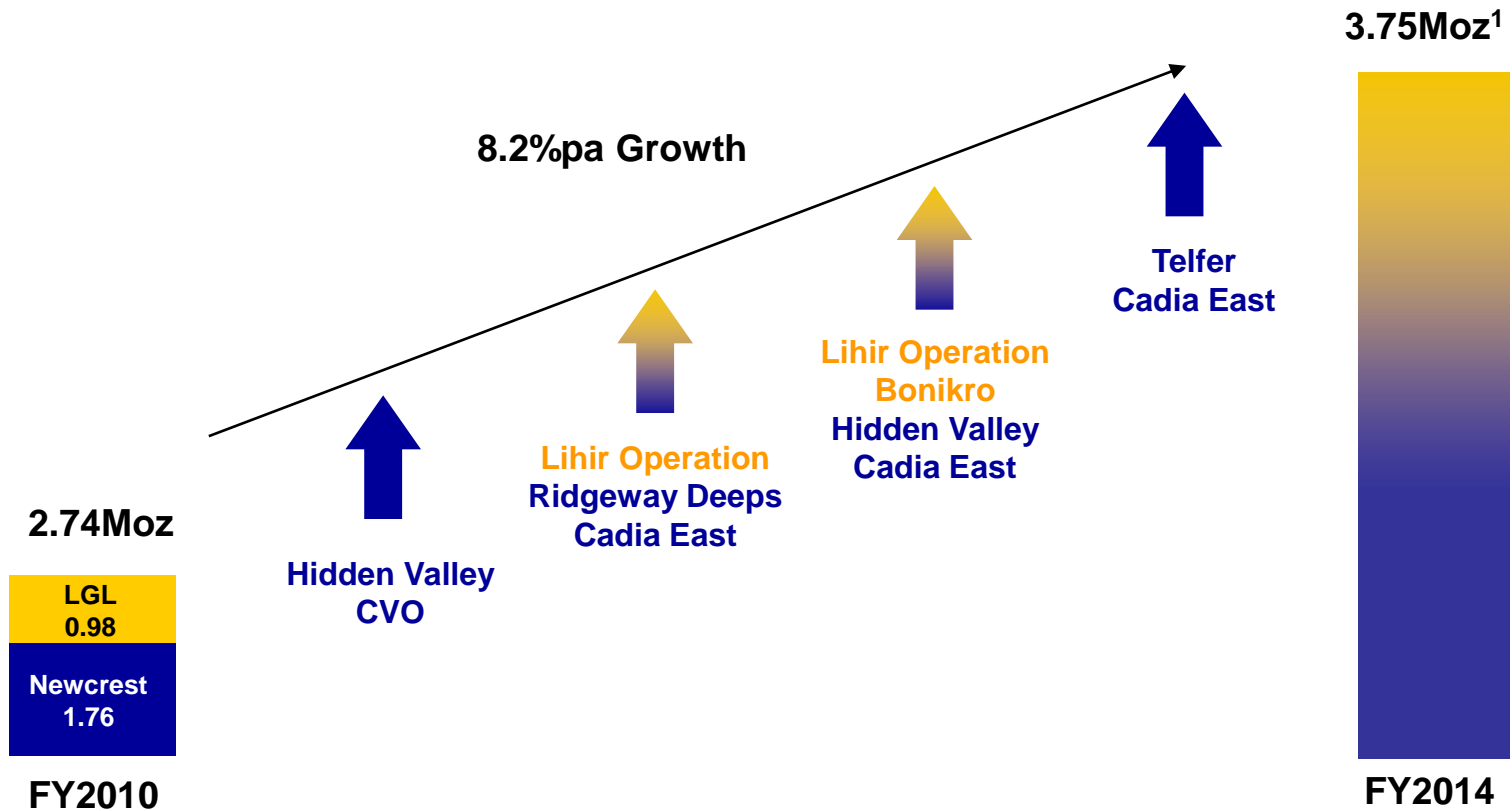 3.75Moz¹
8.2%pa Growth
Telfer
Cadia East
Lihir Operation
Bonikro
Hidden Valley
Cadia East
Lihir Operation
Ridgeway Deeps
Cadia East
2.74Moz
Hidden Valley
CVO
LGL
0.98
Newcrest
1.76
FY2010
FY2014